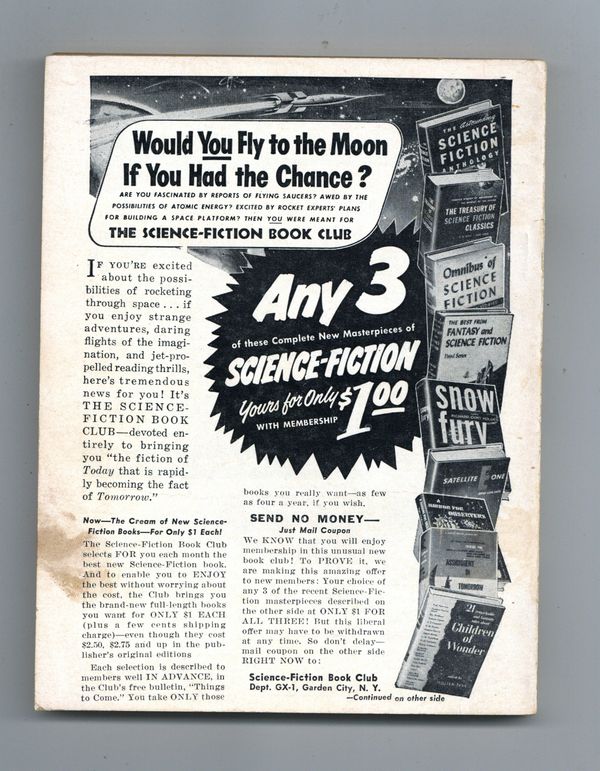 Would You Fly to the Moon
If You Had the Chance?
ARE YOU FASCINATED BY REPORTS OF FLYING SAUCERS? AWED BY THE
POSSIBILITIES OF ATOMIC ENERGY? EXCITED BY ROCKET EXPERTS' PLANS
FOR BUILDING A SPACE PLATFORM? THEN YOU WERE MEANT FOR
THE SCIENCE-FICTION BOOK CLUB
IF YOU'RE excited
about the possi-
bilities of rocketing
through space . . . if
you enjoy strange
adventures, daring
flights of the imagi-
nation, and jet-pro-
pelled reading thrills,
here's tremendous
news for you! It's
THE SCIENCE-
FICTION BOOK
CLUB—devoted en-
tirely to bringing
you "the fiction of
Today that is rapid-
ly becoming the fact
of Tomorrow."
Any 3
of these Complete New Masterpieces of
SCIENCE-FICTION
Yours for Only $1.00
WITH MEMBERSHIP
THE Astounding
SCIENCE
FICTION
ANTHOLOGY
THE TREASURY OF
SCIENCE FICTION
CLASSICS
Omnibus of
SCIENCE
FICTION
THE BEST FROM
FANTASY and
SCIENCE FICTION
Third Series
snow
fury
SATELLITE E ONE
A MIRROR FOR
OBSERVERS
ASSIGNMENT
IN
TOMORROW
21
Children
of
Wonder
Now—The Cream of New Science-
Fiction Books—For Only $1 Each!
The Science-Fiction Book Club
selects FOR you each month the
best new Science-Fiction book.
And to enable you to ENJOY
the best without worrying about
the cost, the Club brings you
the brand-new full-length books
you want for ONLY $1 EACH
(plus a few cents shipping
charge)—even though they cost
$2.50, $2.75 and up in the pub-
lisher's original editions
Each selection is described to
members well IN ADVANCE, in
the Club's free bulletin, "Things
to Come." You take ONLY those
books you really want—as few
as four a year, if you wish.
SEND NO MONEY—
Just Mail Coupon
We KNOW that you will enjoy
membership in this unusual new
book club! To PROVE it, we
are making this amazing offer
to new members: Your choice of
any 3 of the recent Science-Fic-
tion masterpieces described on
the other side at ONLY $1 FOR
ALL THREE! But this liberal
offer may have to be withdrawn
at any time. So don't delay—
mail coupon on the other side
RIGHT NOW to:
Science-Fiction Book Club
Dept. GX-1, Garden City, N. Y.
—Continued on other side